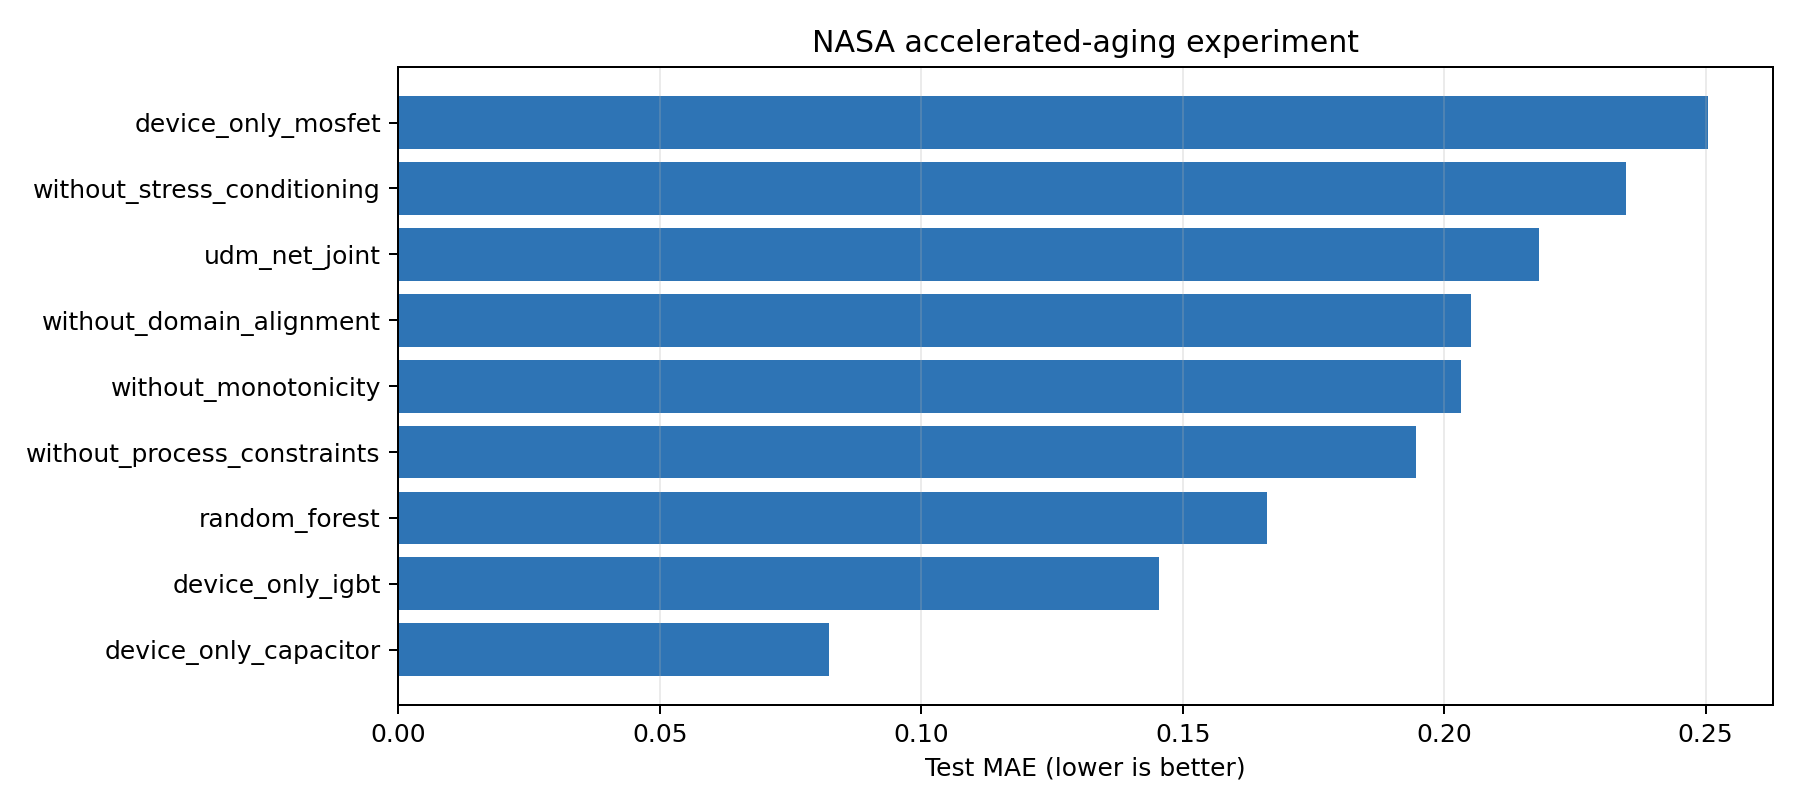 NASA accelerated-aging experiment
device_only_mosfet
without_stress_conditioning
udm_net_joint
without_domain_alignment
without_monotonicity
without_process_constraints
random_forest
device_only_igbt
device_only_capacitor
0.00 0.05 0.10 0.15 0.20 0.25
Test MAE (lower is better)